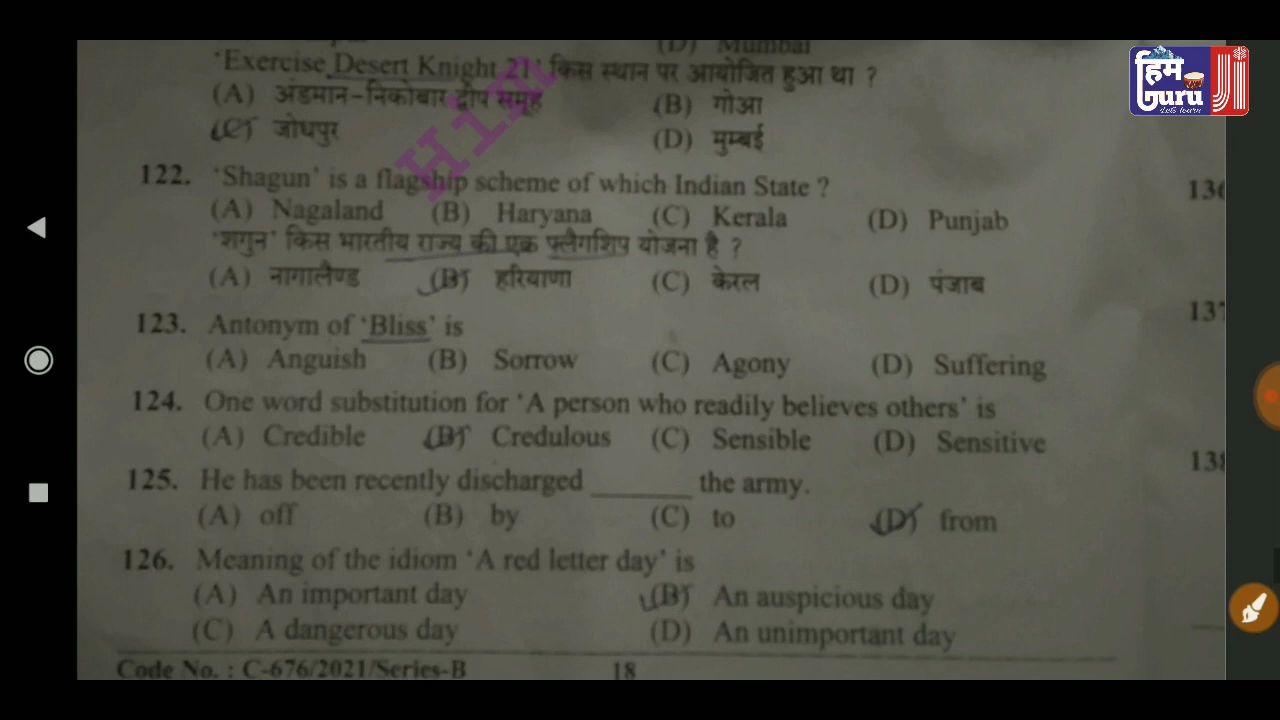 (D) Mumbai
'Exercise Desert Knight 21' किस स्थान पर आयोजित हुआ था ?
(A) अंडमान-निकोबार द्वीप समूह (B) गोआ
(C) जोधपुर (D) मुम्बई
122. 'Shagun' is a flagship scheme of which Indian State ?
(A) Nagaland (B) Haryana (C) Kerala (D) Punjab
'शगुन' किस भारतीय राज्य की एक फ्लैगशिप योजना है ?
(A) नागालैण्ड (B) हरियाणा (C) केरल (D) पंजाब
123. Antonym of 'Bliss' is
(A) Anguish (B) Sorrow (C) Agony (D) Suffering
124. One word substitution for 'A person who readily believes others' is
(A) Credible (B) Credulous (C) Sensible (D) Sensitive
125. He has been recently discharged ______ the army.
(A) off (B) by (C) to (D) from
126. Meaning of the idiom 'A red letter day' is
(A) An important day (B) An auspicious day
(C) A dangerous day (D) An unimportant day
Code No. : C-676/2021/Series-B 18
137
138
Him
हिम
Guru
Let's learn
JI